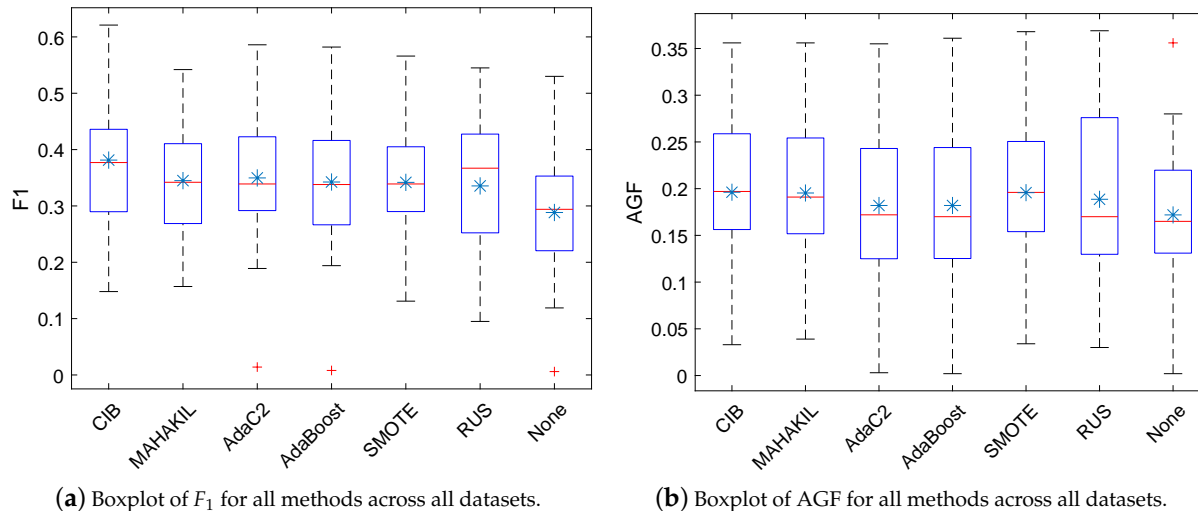 F1
0.6
0.5
0.4
0.3
0.2
0.1
0
CIB
MAHAKIL
AdaC2
AdaBoost
SMOTE
RUS
None
(a) Boxplot of F1 for all methods across all datasets.
AGF
0.35
0.3
0.25
0.2
0.15
0.1
0.05
0
CIB
MAHAKIL
AdaC2
AdaBoost
SMOTE
RUS
None
(b) Boxplot of AGF for all methods across all datasets.